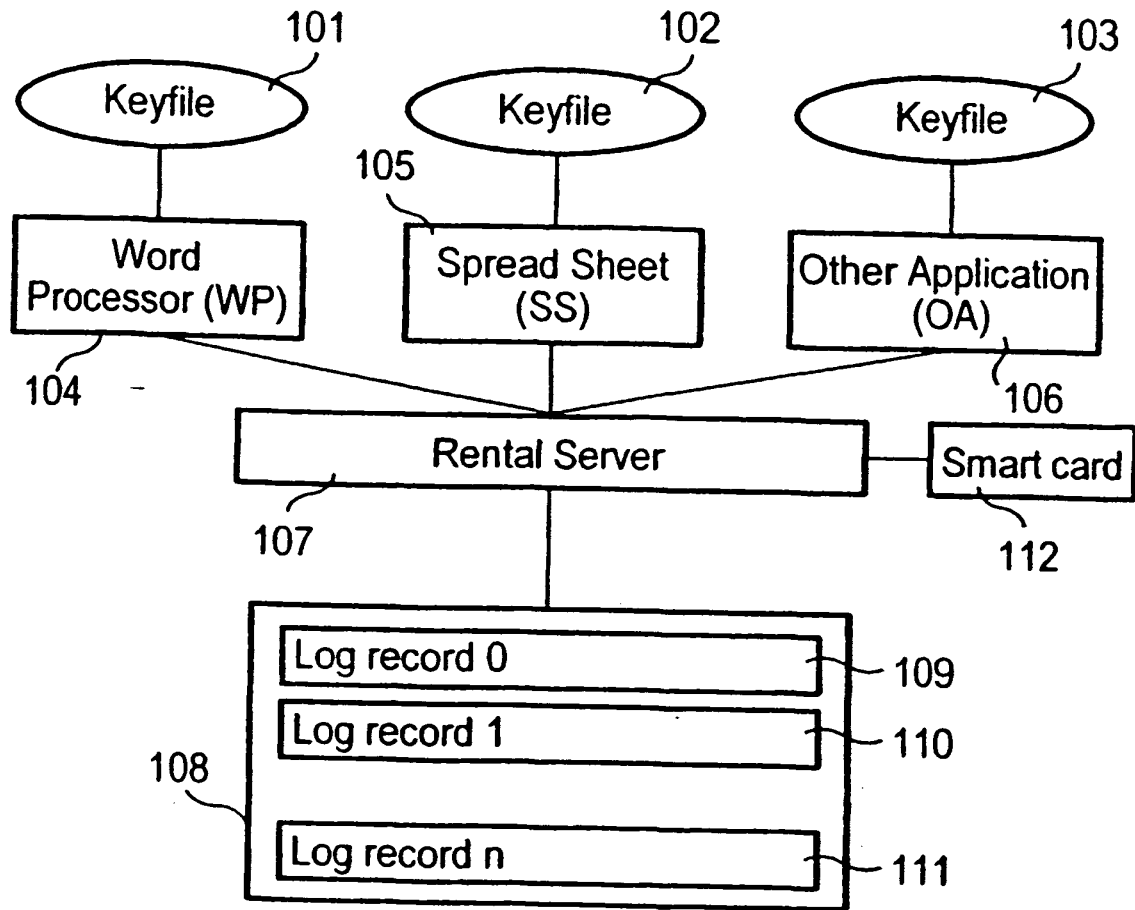 101
102
103
Keyfile
Keyfile
Keyfile
105
Word
Processor (WP)
Spread Sheet
(SS)
Other Application
(OA)
104
106
Rental Server
Smart card
107
112
Log record 0
109
Log record 1
110
108
Log record n
111